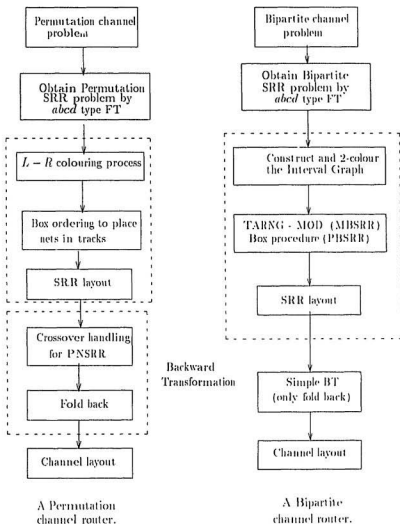 Permutation channel
problem
Obtain Permutation
SRR problem by
abcd type FT
L – R colouring process
Box ordering to place
nets in tracks
SRR layout
Crossover handling
for PNSRR
Fold back
Channel layout
A Permutation
channel router.
Backward
Transformation
Bipartite channel
problem
Obtain Bipartite
SRR problem by
abcd type FT
Construct and 2-colour
the Interval Graph
TARNG - MOD (MBSRR)
Box procedure (PBSRR)
SRR layout
Simple BT
(only fold back)
Channel layout
A Bipartite
channel router.